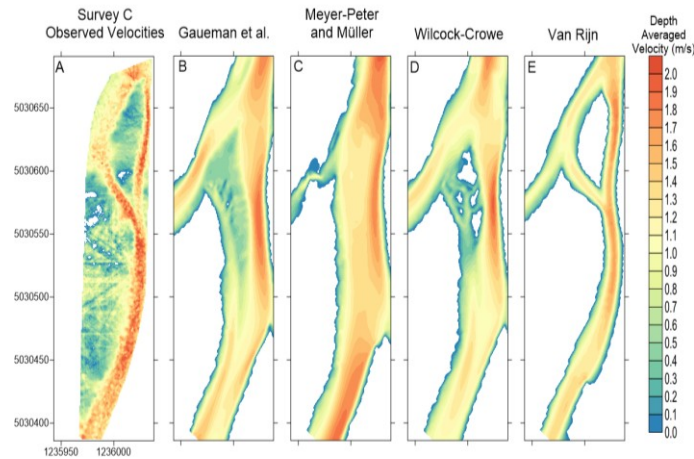 Survey C
Observed Velocities
Gaueman et al.
Meyer-Peter
and Müller
Wilcock-Crowe
Van Rijn
Depth
Averaged
Velocity (m/s)
A
B
C
D
E
5030650
5030600
5030550
5030500
5030450
5030400
1235950
1236000
2.0
1.9
1.8
1.7
1.6
1.5
1.4
1.3
1.2
1.1
1.0
0.9
0.8
0.7
0.6
0.5
0.4
0.3
0.2
0.1
0.0